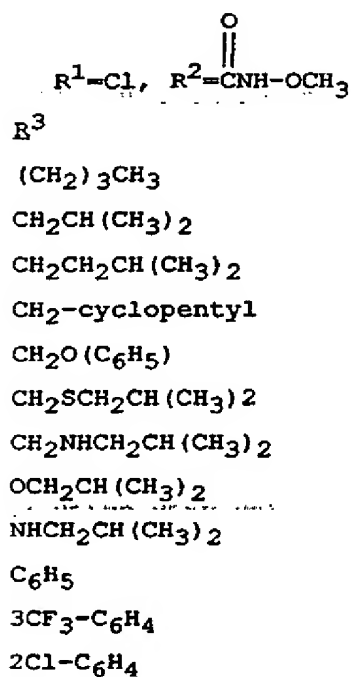 O
R¹=Cl, R²=CNH-OCH₃
R³
(CH₂)₃CH₃
CH₂CH(CH₃)₂
CH₂CH₂CH(CH₃)₂
CH₂-cyclopentyl
CH₂O(C₆H₅)
CH₂SCH₂CH(CH₃)2
CH₂NHCH₂CH(CH₃)₂
OCH₂CH(CH₃)₂
NHCH₂CH(CH₃)₂
C₆H₅
3CF₃-C₆H₄
2Cl-C₆H₄